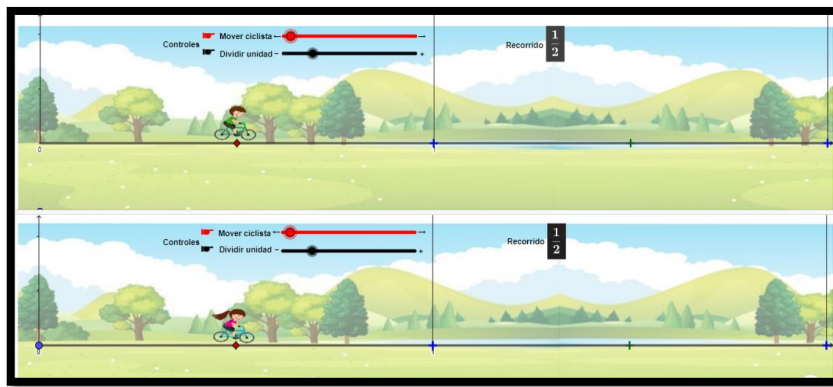 Controles
Mover ciclista
Dividir unidad - +
Recorrido 1/2
0
Controles
Mover ciclista
Dividir unidad - +
Recorrido 1/2
0